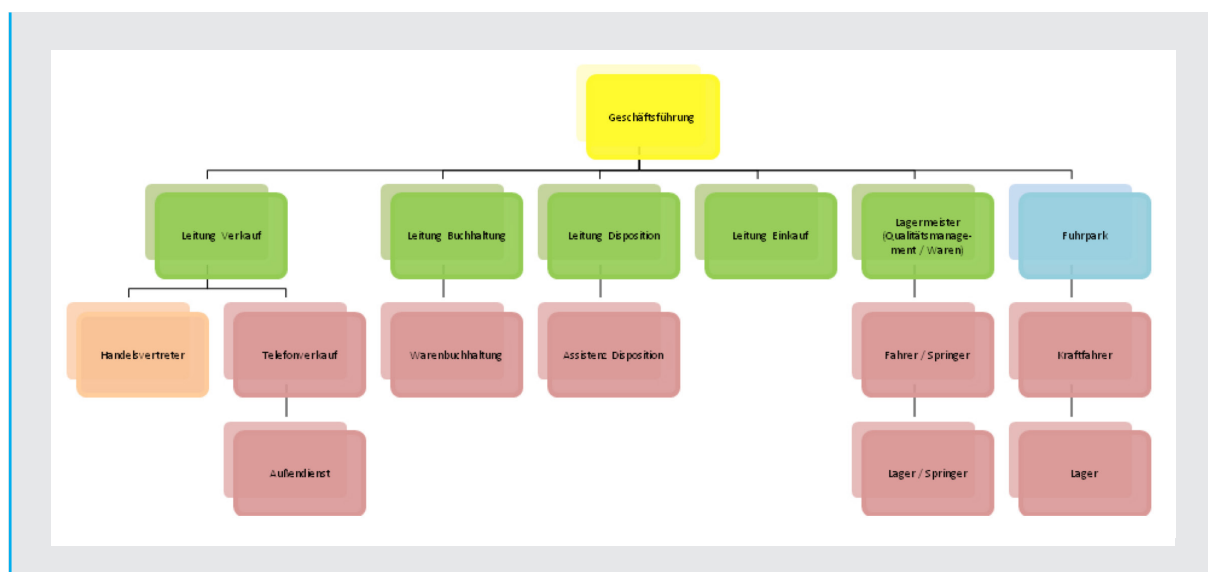 Geschäftsführung
Leitung Verkauf
Leitung Buchhaltung
Leitung Disposition
Leitung Einkauf
Lagermeister
(Qualitätsmanage-
ment / Waren)
Fuhrpark
Handelsvertreter
Telefonverkauf
Warenbuchhaltung
Assistenz Disposition
Fahrer / Springer
Kraftfahrer
Außendienst
Lager / Springer
Lager